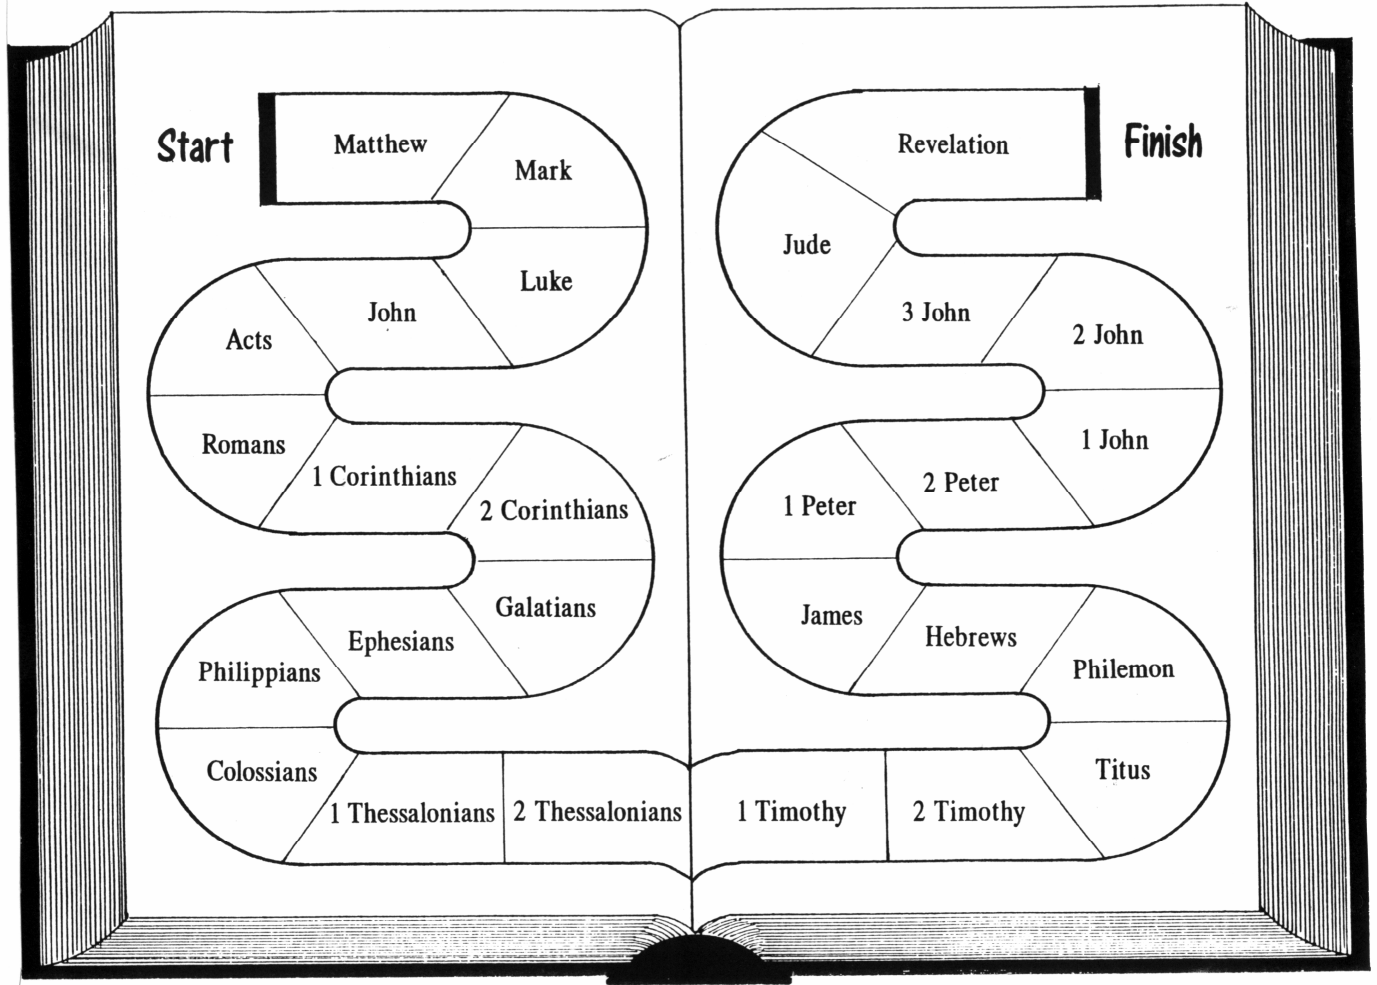 Start
Matthew
Mark
Luke
John
Acts
Romans
1 Corinthians
2 Corinthians
Galatians
Ephesians
Philippians
Colossians
1 Thessalonians
2 Thessalonians
1 Timothy
2 Timothy
Titus
Philemon
Hebrews
James
1 Peter
2 Peter
1 John
2 John
3 John
Jude
Revelation
Finish